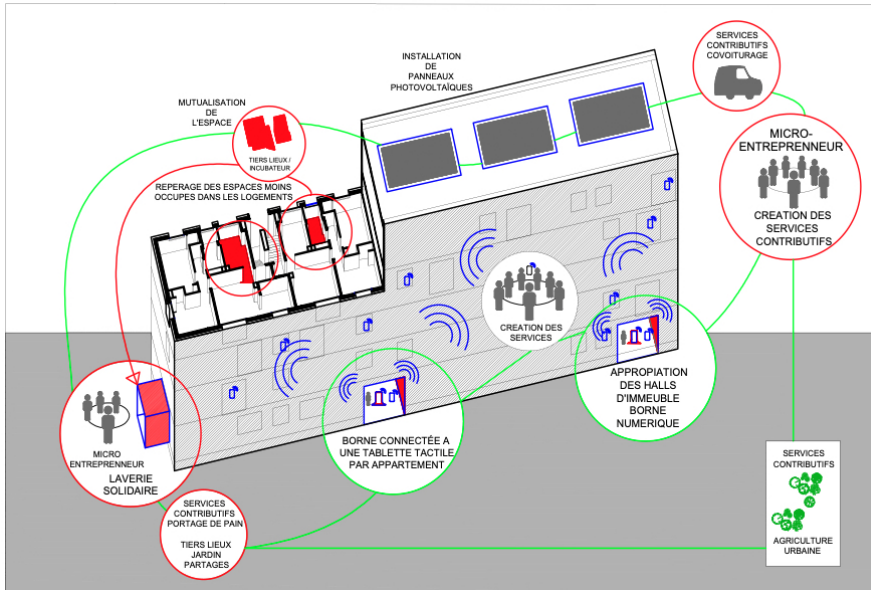 SERVICES
CONTRIBUTIFS
COVOITURAGE
INSTALLATION
DE
PANNEAUX
PHOTOVOLTAÏQUES
MUTUALISATION
DE
L'ESPACE
TIERS LIEUX /
INCUBATEUR
REPERAGE DES ESPACES MOINS
OCCUPES DANS LES LOGEMENTS
MICRO-
ENTREPRENNEUR
CREATION DES
SERVICES
CONTRIBUTIFS
CREATION DES
SERVICES
APPROPIATION
DES HALLS
D'IMMEUBLE
BORNE
NUMERIQUE
BORNE CONNECTÉE A
UNE TABLETTE TACTILE
PAR APPARTEMENT
MICRO
ENTREPRENEUR
LAVERIE
SOLIDAIRE
SERVICES
CONTRIBUTIFS
PORTAGE DE PAIN
TIERS LIEUX
JARDIN
PARTAGES
SERVICES
CONTRIBUTIFS
AGRICULTURE
URBAINE